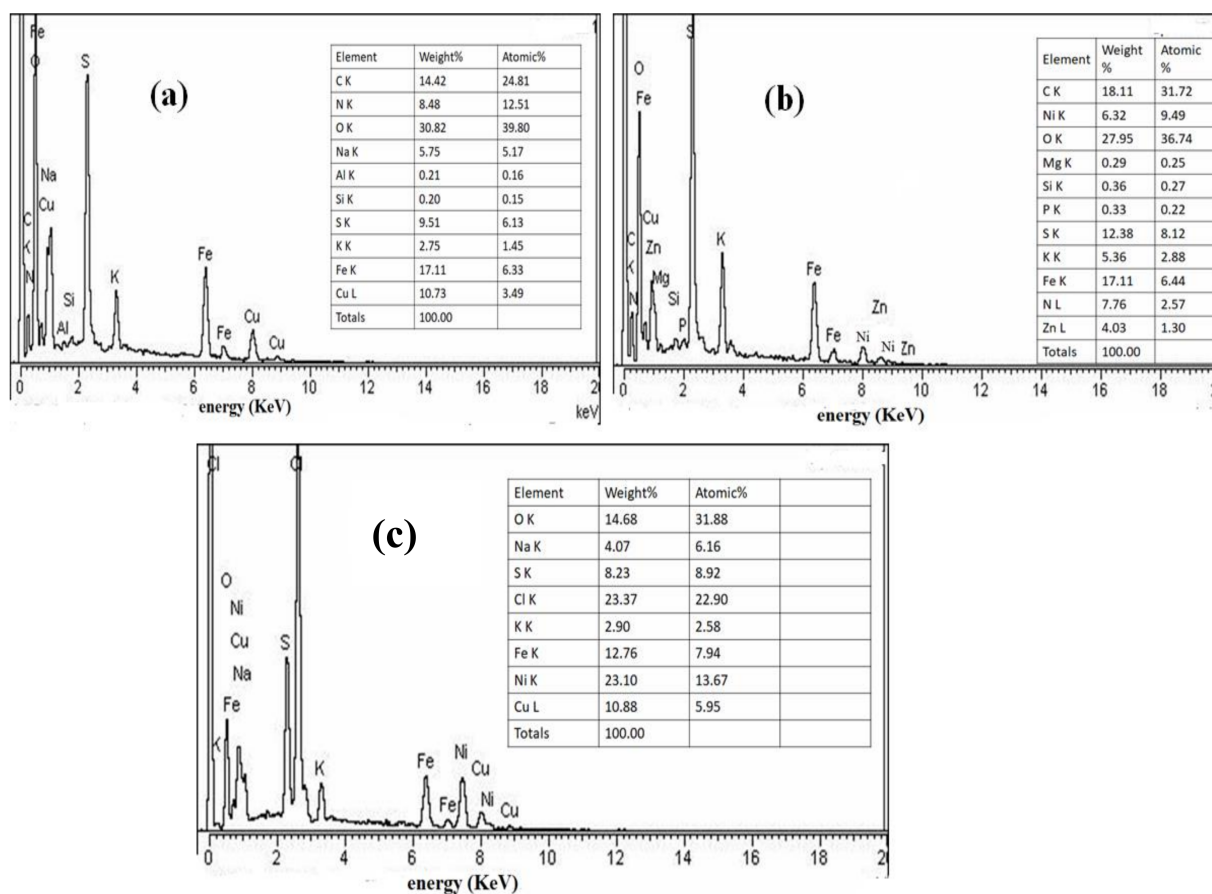 (a)
Fe
O
S
Na
Cu
C
K
N
Si
Al
K
Fe
Fe
Cu
Cu
Element Weight% Atomic%
C K 14.42 24.81
N K 8.48 12.51
O K 30.82 39.80
Na K 5.75 5.17
Al K 0.21 0.16
Si K 0.20 0.15
S K 9.51 6.13
K K 2.75 1.45
Fe K 17.11 6.33
Cu L 10.73 3.49
Totals 100.00
0 2 4 6 8 10 12 14 16 18 20
energy (KeV)
keV
(b)
S
O
Fe
Cu
C
Zn
K
Mg
N
Si
P
K
Fe
Fe
Zn
Ni
Ni
Zn
Element Weight % Atomic %
C K 18.11 31.72
Ni K 6.32 9.49
O K 27.95 36.74
Mg K 0.29 0.25
Si K 0.36 0.27
P K 0.33 0.22
S K 12.38 8.12
K K 5.36 2.88
Fe K 17.11 6.44
N L 7.76 2.57
Zn L 4.03 1.30
Totals 100.00
0 2 4 6 8 10 12 14 16 18
energy (KeV)
(c)
Cl
Cl
O
Ni
Cu
Na
Fe
K
S
K
Fe
Fe
Ni
Cu
Ni
Cu
Element Weight% Atomic%
O K 14.68 31.88
Na K 4.07 6.16
S K 8.23 8.92
Cl K 23.37 22.90
K K 2.90 2.58
Fe K 12.76 7.94
Ni K 23.10 13.67
Cu L 10.88 5.95
Totals 100.00
0 2 4 6 8 10 12 14 16 18 20
energy (KeV)